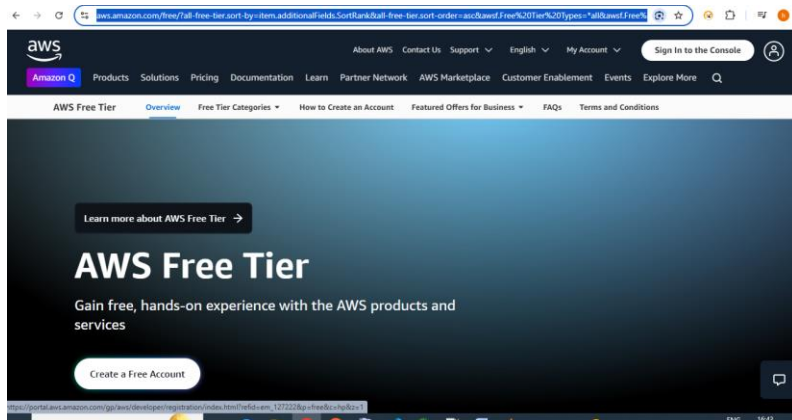 aws.amazon.com/free/?all-free-tier.sort-by=item.additionalFields.SortRank&all-free-tier.sort-order=asc&awsf.Free%20Tier%20Types=*all&awsf.Free%
aws
About AWS Contact Us Support English My Account Sign In to the Console
Amazon Q Products Solutions Pricing Documentation Learn Partner Network AWS Marketplace Customer Enablement Events Explore More
AWS Free Tier Overview Free Tier Categories How to Create an Account Featured Offers for Business FAQs Terms and Conditions
Learn more about AWS Free Tier →
AWS Free Tier
Gain free, hands-on experience with the AWS products and
services
Create a Free Account
https://portal.aws.amazon.com/gp/aws/developer/registration/index.html?refid=em_127222&p=free&c=hp&z=1
ENG 16:43